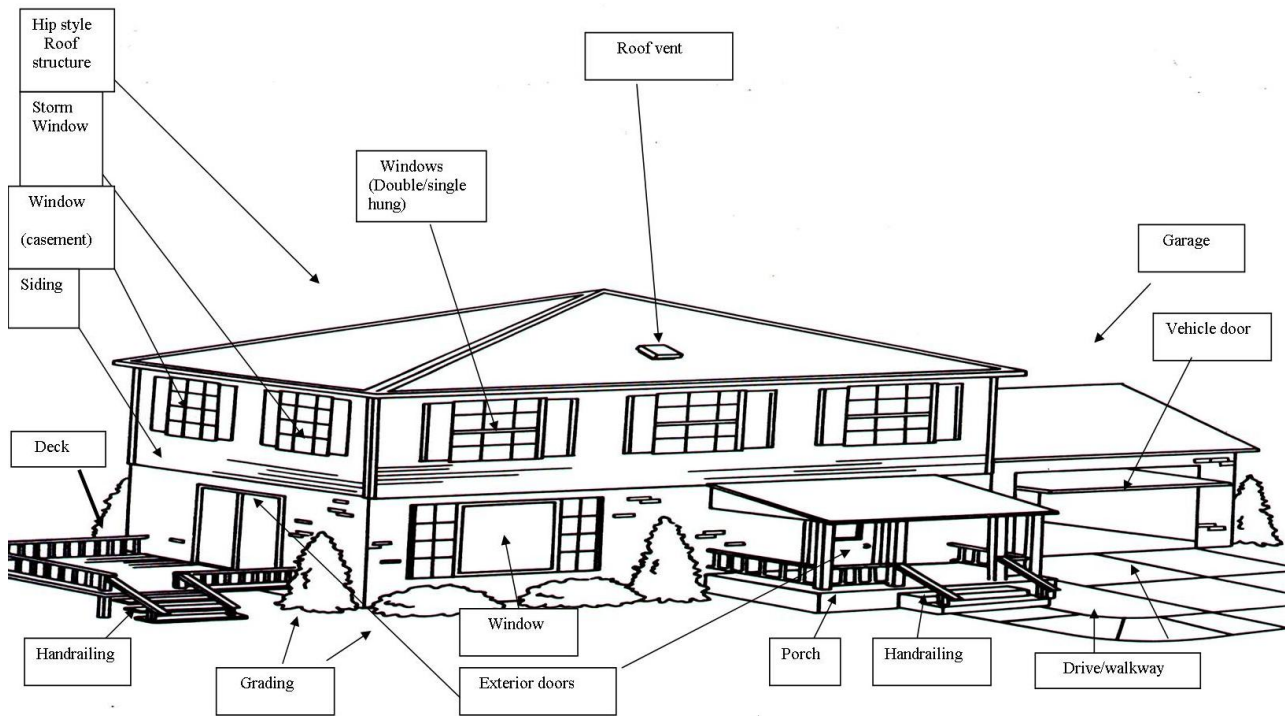 Hip style
Roof
structure
Storm
Window
Window
(casement)
Siding
Roof vent
Windows
(Double/single
hung)
Garage
Vehicle door
Deck
Handrailing
Grading
Window
Exterior doors
Porch
Handrailing
Drive/walkway